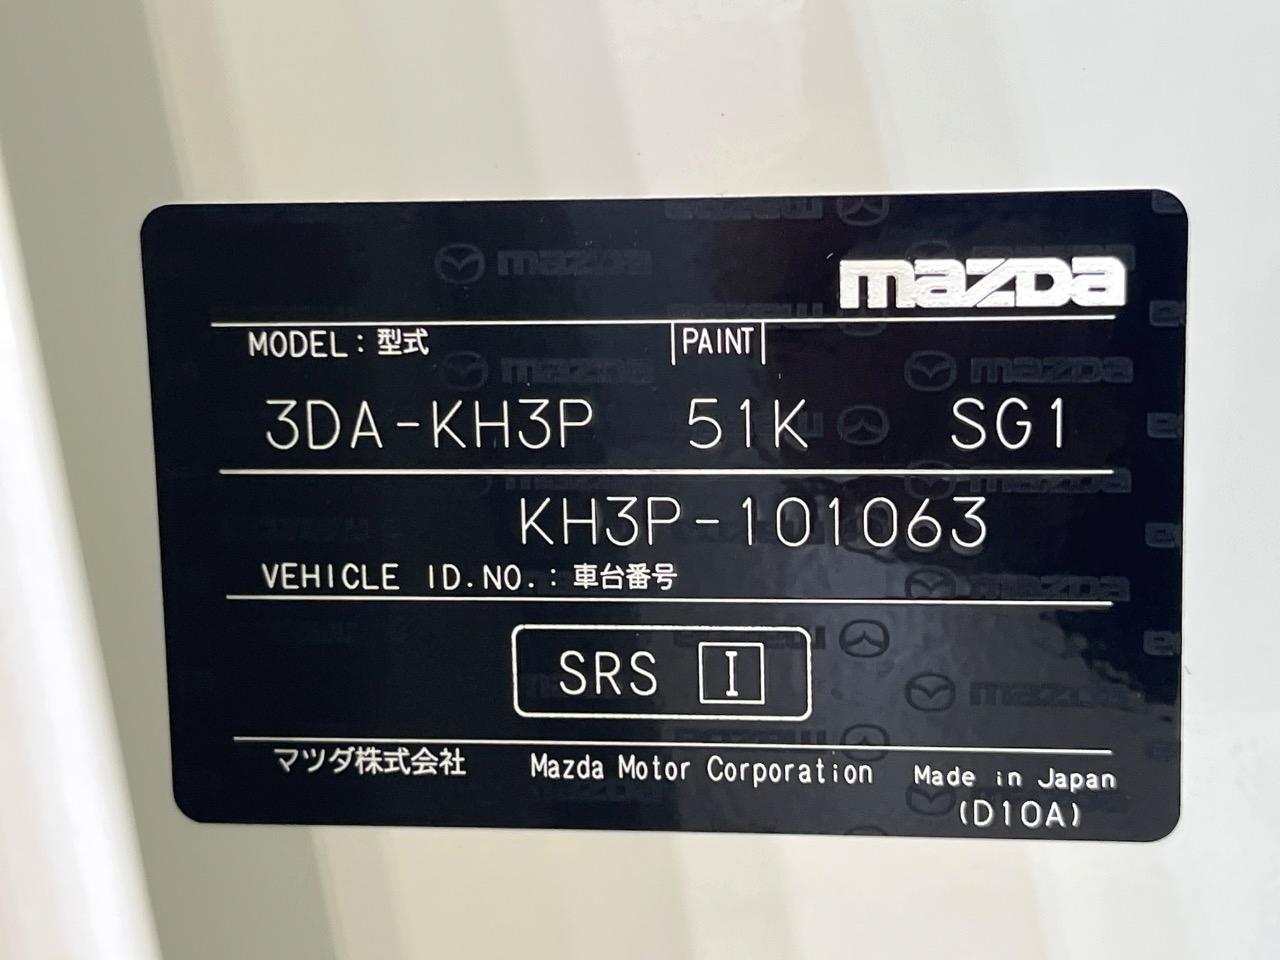 mazda
MODEL : 型式 PAINT
3DA-KH3P 51K SG1
KH3P-101063
VEHICLE ID.NO. : 車台番号
SRS I
マツダ株式会社 Mazda Motor Corporation Made in Japan
(D10A)